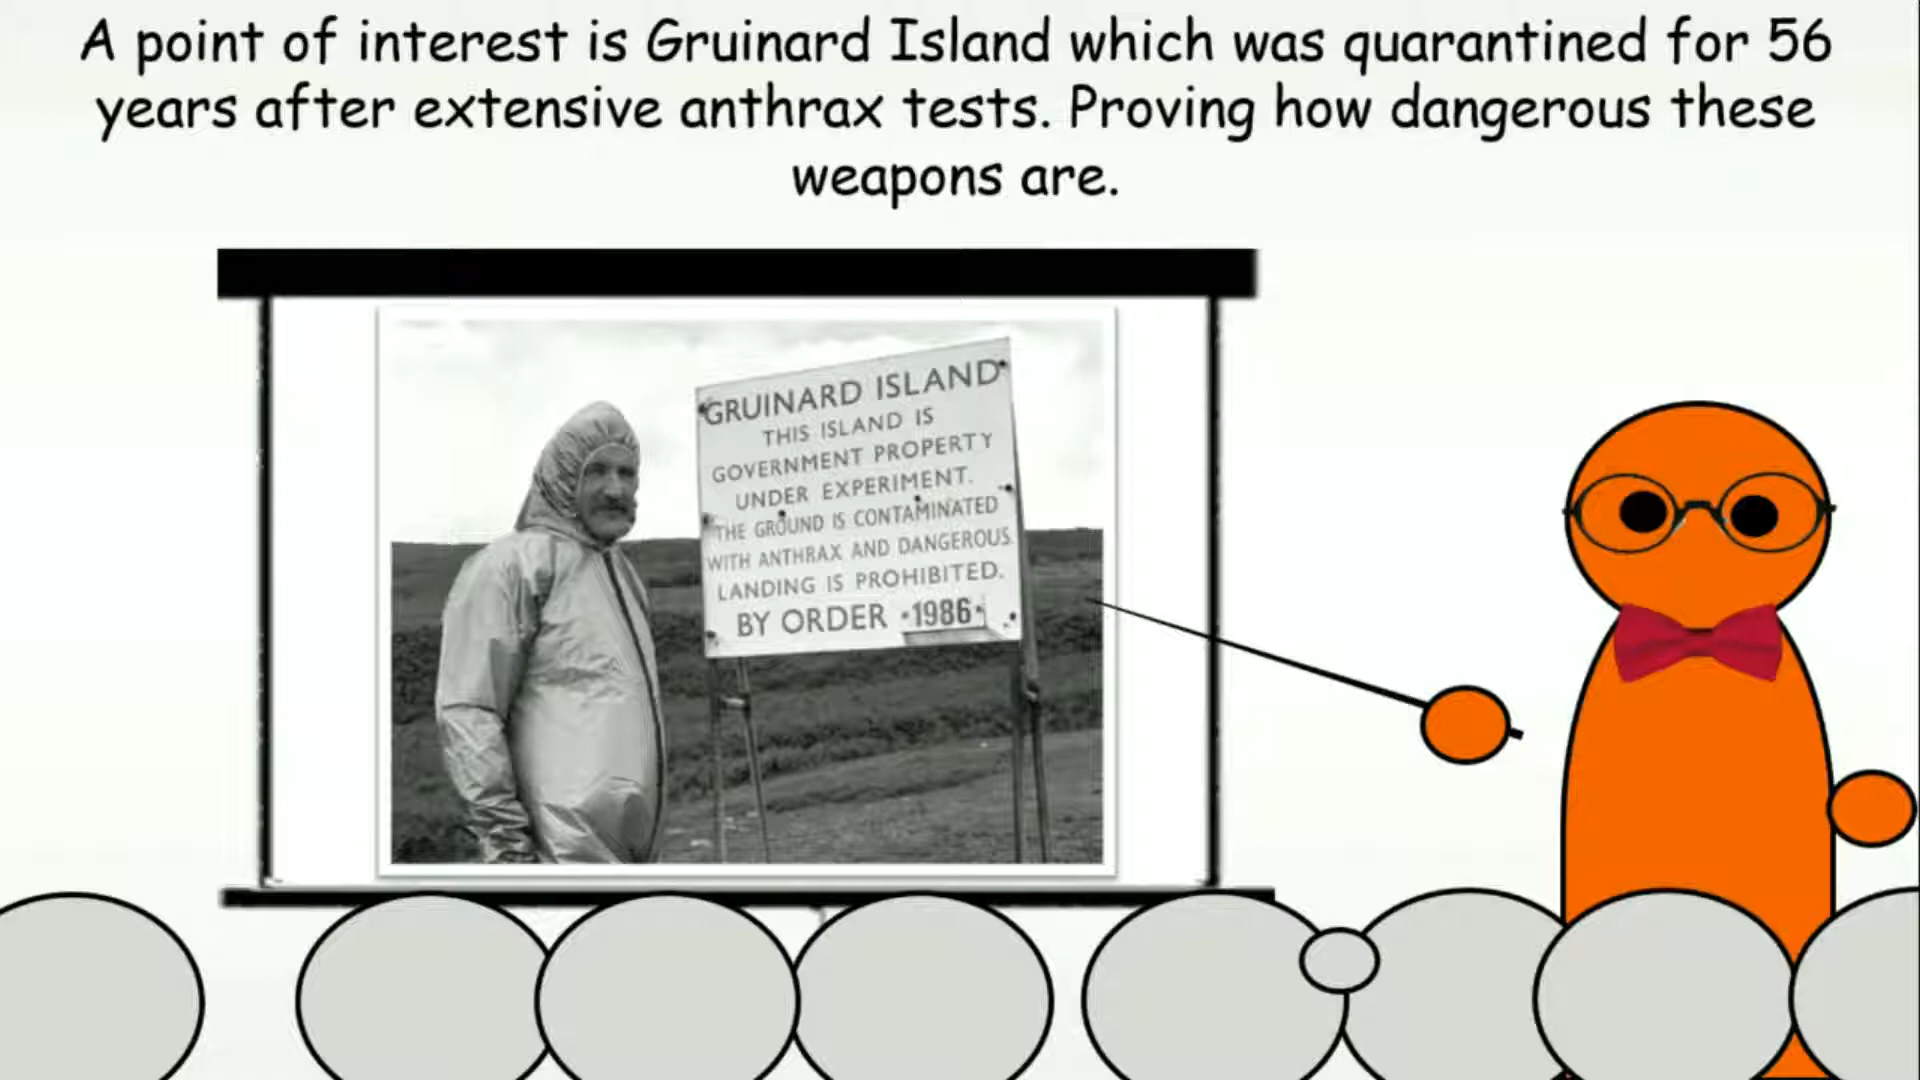 A point of interest is Gruinard Island which was quarantined for 56
years after extensive anthrax tests. Proving how dangerous these
weapons are.
GRUINARD ISLAND
THIS ISLAND IS
GOVERNMENT PROPERTY
UNDER EXPERIMENT.
THE GROUND IS CONTAMINATED
WITH ANTHRAX AND DANGEROUS.
LANDING IS PROHIBITED.
BY ORDER ·1986·